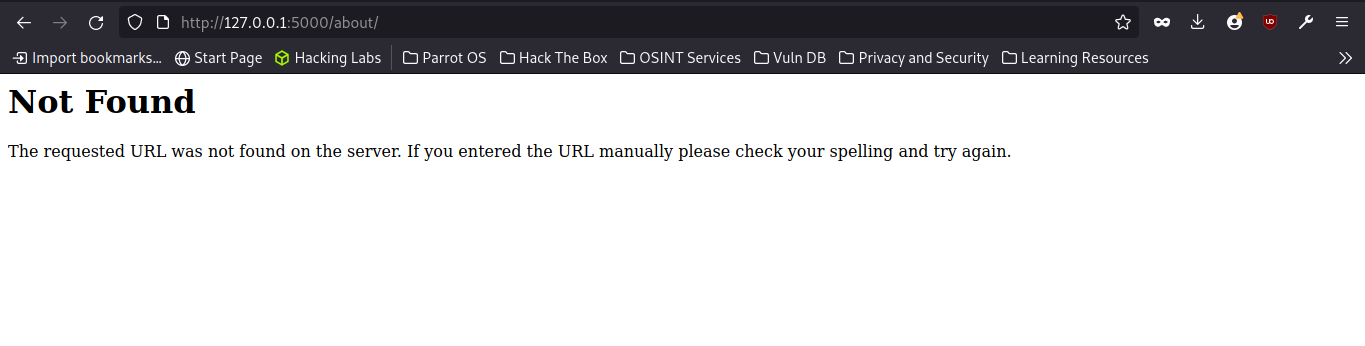 http://127.0.0.1:5000/about/
Import bookmarks... Start Page Hacking Labs Parrot OS Hack The Box OSINT Services Vuln DB Privacy and Security Learning Resources
Not Found
The requested URL was not found on the server. If you entered the URL manually please check your spelling and try again.